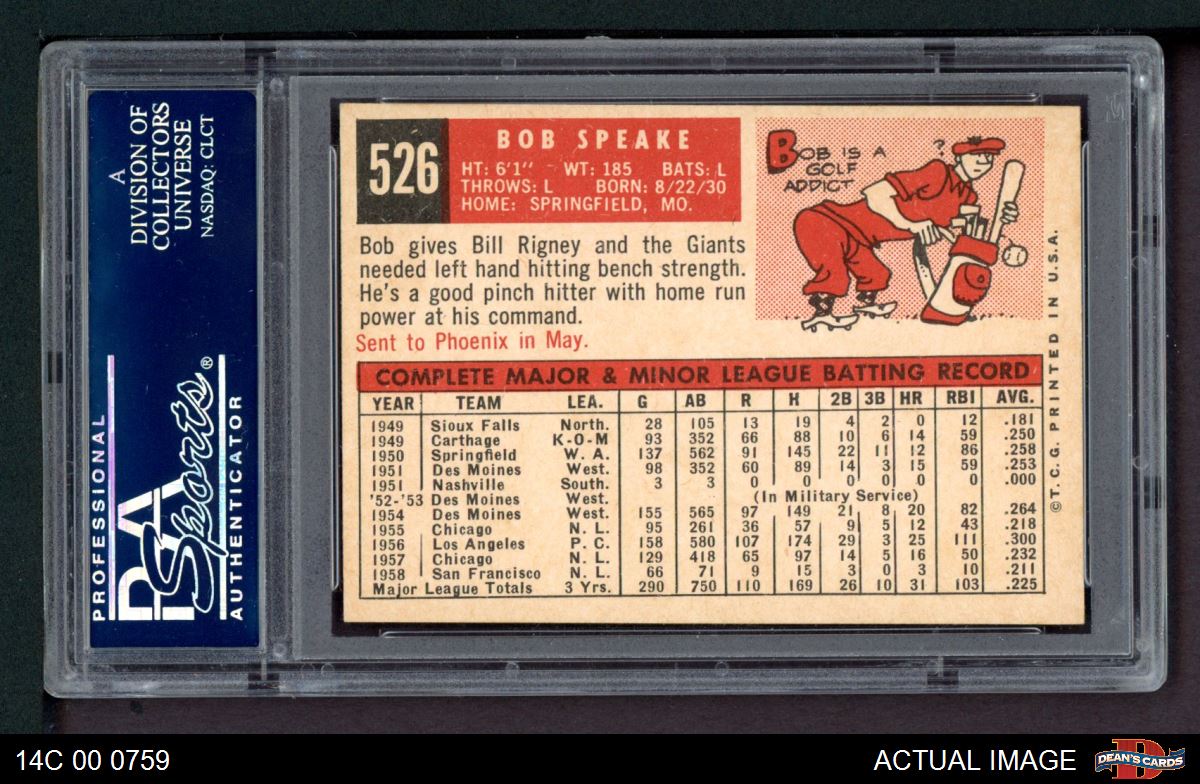 A
DIVISION OF
COLLECTORS
UNIVERSE
NASDAQ: CLCT
PROFESSIONAL
PSA
Sports®
AUTHENTICATOR
526
BOB SPEAKE
HT: 6'1" WT: 185 BATS: L
THROWS: L BORN: 8/22/30
HOME: SPRINGFIELD, MO.
BOB IS A
GOLF
ADDICT
?
Bob gives Bill Rigney and the Giants
needed left hand hitting bench strength.
He's a good pinch hitter with home run
power at his command.
Sent to Phoenix in May.
COMPLETE MAJOR & MINOR LEAGUE BATTING RECORD
YEAR TEAM LEA. G AB R H 2B 3B HR RBI AVG.
1949 Sioux Falls North. 28 105 13 19 4 2 0 12 .181
1949 Carthage K-O-M 93 352 66 88 10 6 14 59 .250
1950 Springfield W. A. 137 562 91 145 22 11 12 86 .258
1951 Des Moines West. 98 352 60 89 14 3 15 59 .253
1951 Nashville South. 3 3 0 0 0 0 0 0 .000
'52-'53 Des Moines West. (In Military Service)
1954 Des Moines West. 155 565 97 149 21 8 20 82 .264
1955 Chicago N. L. 95 261 36 57 9 5 12 43 .218
1956 Los Angeles P. C. 158 580 107 174 29 3 25 111 .300
1957 Chicago N. L. 129 418 65 97 14 5 16 50 .232
1958 San Francisco N. L. 66 71 9 15 3 0 3 10 .211
Major League Totals 3 Yrs. 290 750 110 169 26 10 31 103 .225
©T. C. G. PRINTED IN U.S.A.
14C 00 0759
ACTUAL IMAGE
D
DEAN'S CARDS